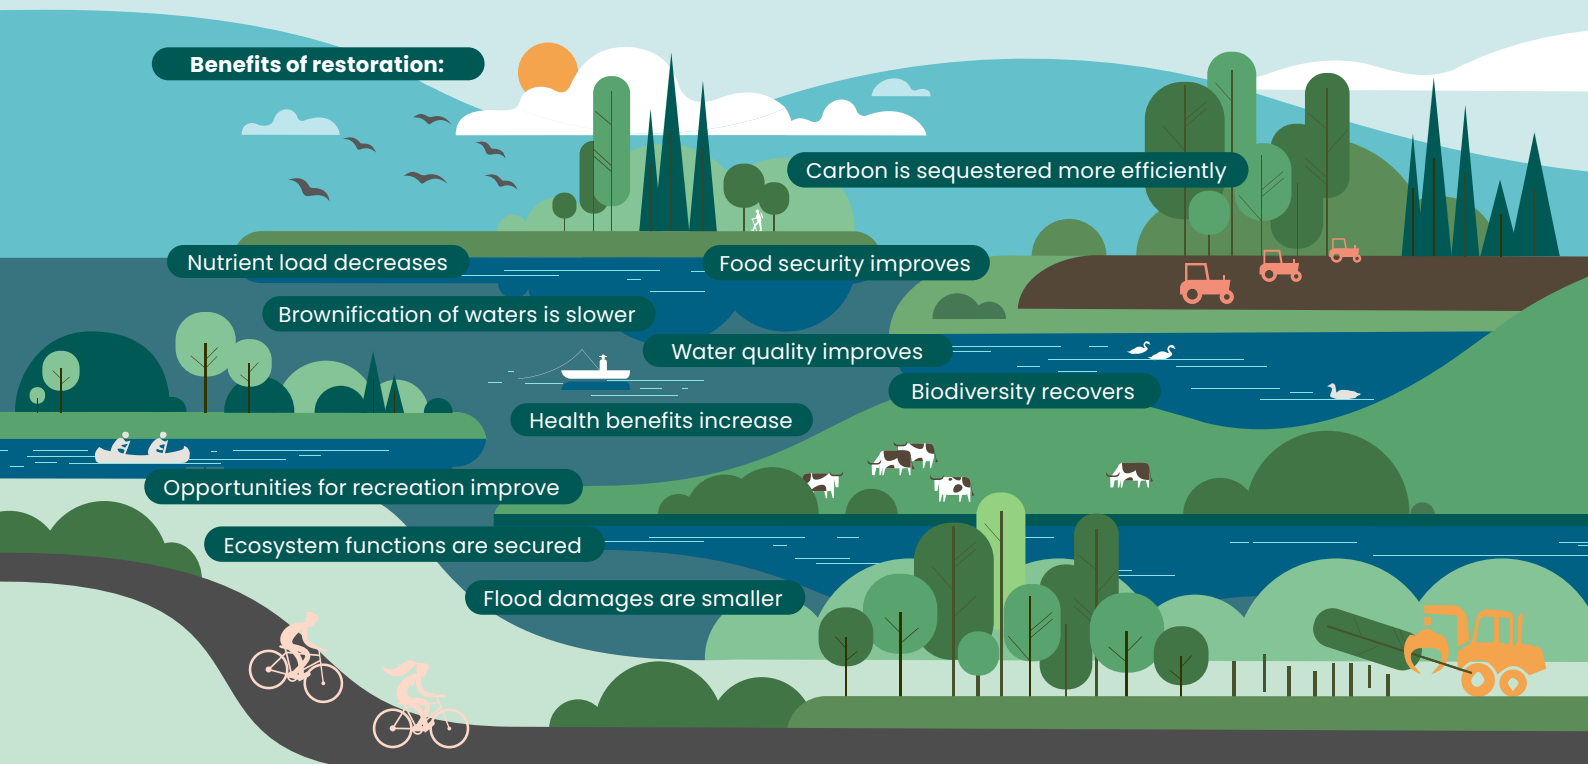 Benefits of restoration:
Carbon is sequestered more efficiently
Nutrient load decreases
Food security improves
Brownification of waters is slower
Water quality improves
Biodiversity recovers
Health benefits increase
Opportunities for recreation improve
Ecosystem functions are secured
Flood damages are smaller